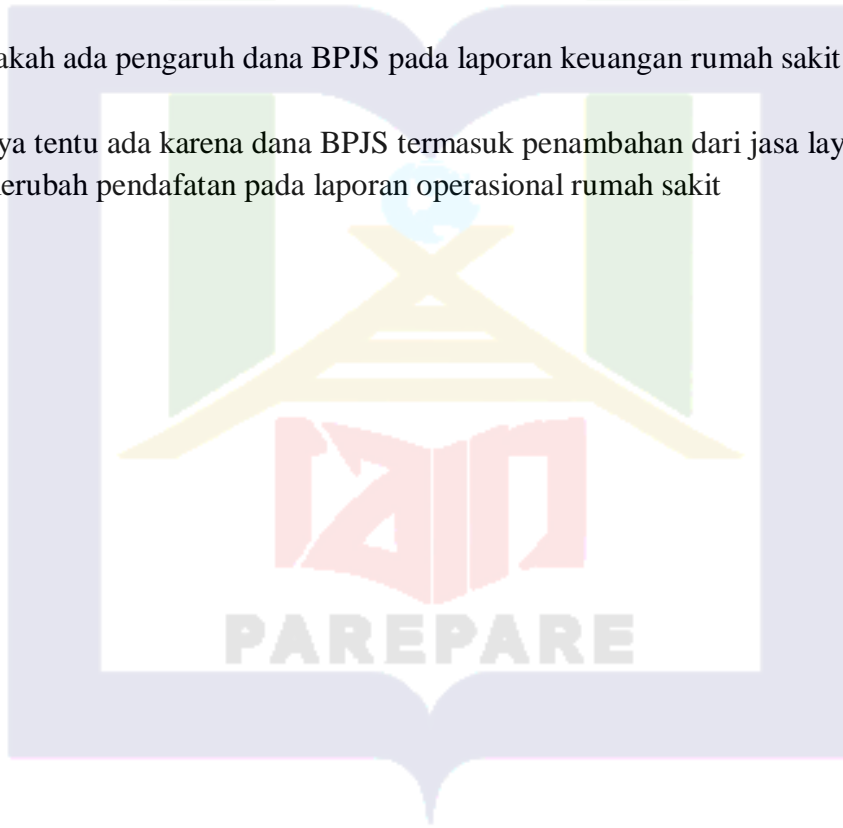 akah ada pengaruh dana BPJS pada laporan keuangan rumah sakit
ya tentu ada karena dana BPJS termasuk penambahan dari jasa lay
erubah pendafatan pada laporan operasional rumah sakit
iain
PAREPARE